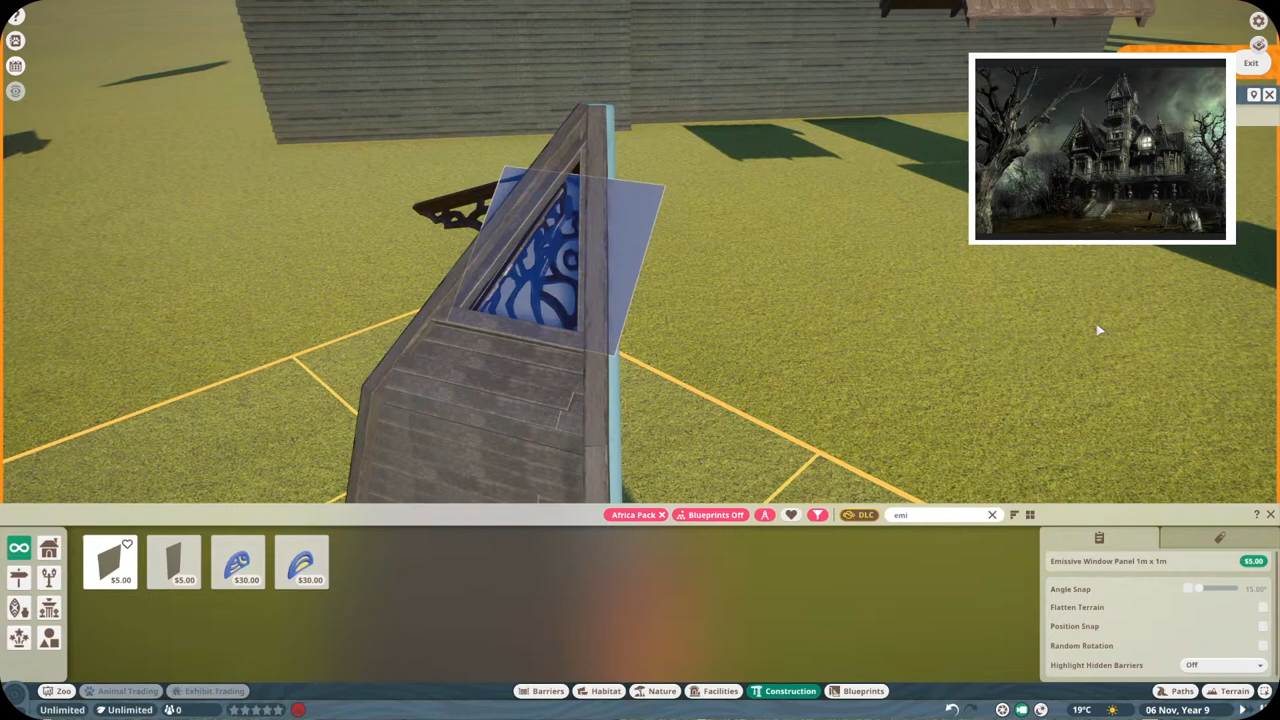 Exit
Africa Pack
Blueprints Off
DLC
emi
$5.00
$5.00
$30.00
$30.00
Emissive Window Panel 1m x 1m
$5.00
Angle Snap
15.00°
Flatten Terrain
Position Snap
Random Rotation
Highlight Hidden Barriers
Off
Zoo
Animal Trading
Exhibit Trading
Barriers
Habitat
Nature
Facilities
Construction
Blueprints
Paths
Terrain
Unlimited
Unlimited
0
19°C
06 Nov, Year 9